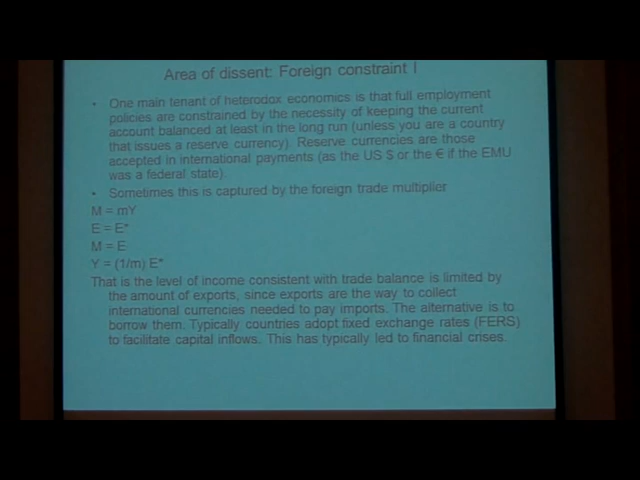 Area of dissent: Foreign constraint I
• One main tenant of heterodox economics is that full employment
policies are constrained by the necessity of keeping the current
account balanced at least in the long run (unless you are a country
that issues a reserve currency). Reserve currencies are those
accepted in international payments (as the US $ or the € if the EMU
was a federal state).
• Sometimes this is captured by the foreign trade multiplier
M = mY
E = E*
M = E
Y = (1/m) E*
That is the level of income consistent with trade balance is limited by
the amount of exports, since exports are the way to collect
international currencies needed to pay imports. The alternative is to
borrow them. Typically countries adopt fixed exchange rates (FERS)
to facilitate capital inflows. This has typically led to financial crises.